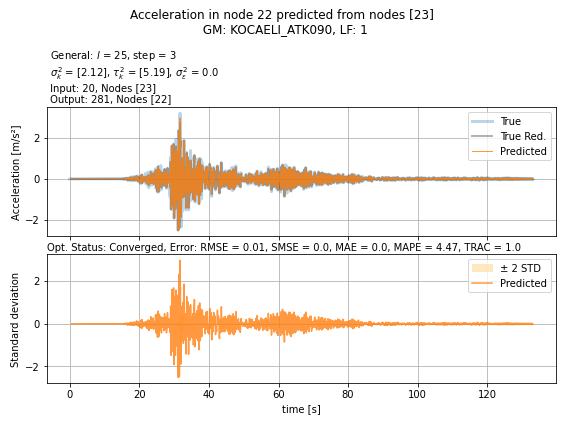 Acceleration in node 22 predicted from nodes [23]
GM: KOCAELI_ATK090, LF: 1
General: l = 25, step = 3
σ²ₖ = [2.12], τ²ₖ = [5.19], σ²ε = 0.0
Input: 20, Nodes [23]
Output: 281, Nodes [22]
Acceleration [m/s²]
2
0
−2
True
True Red.
Predicted
Opt. Status: Converged, Error: RMSE = 0.01, SMSE = 0.0, MAE = 0.0, MAPE = 4.47, TRAC = 1.0
Standard deviation
2
0
−2
± 2 STD
Predicted
0 20 40 60 80 100 120
time [s]